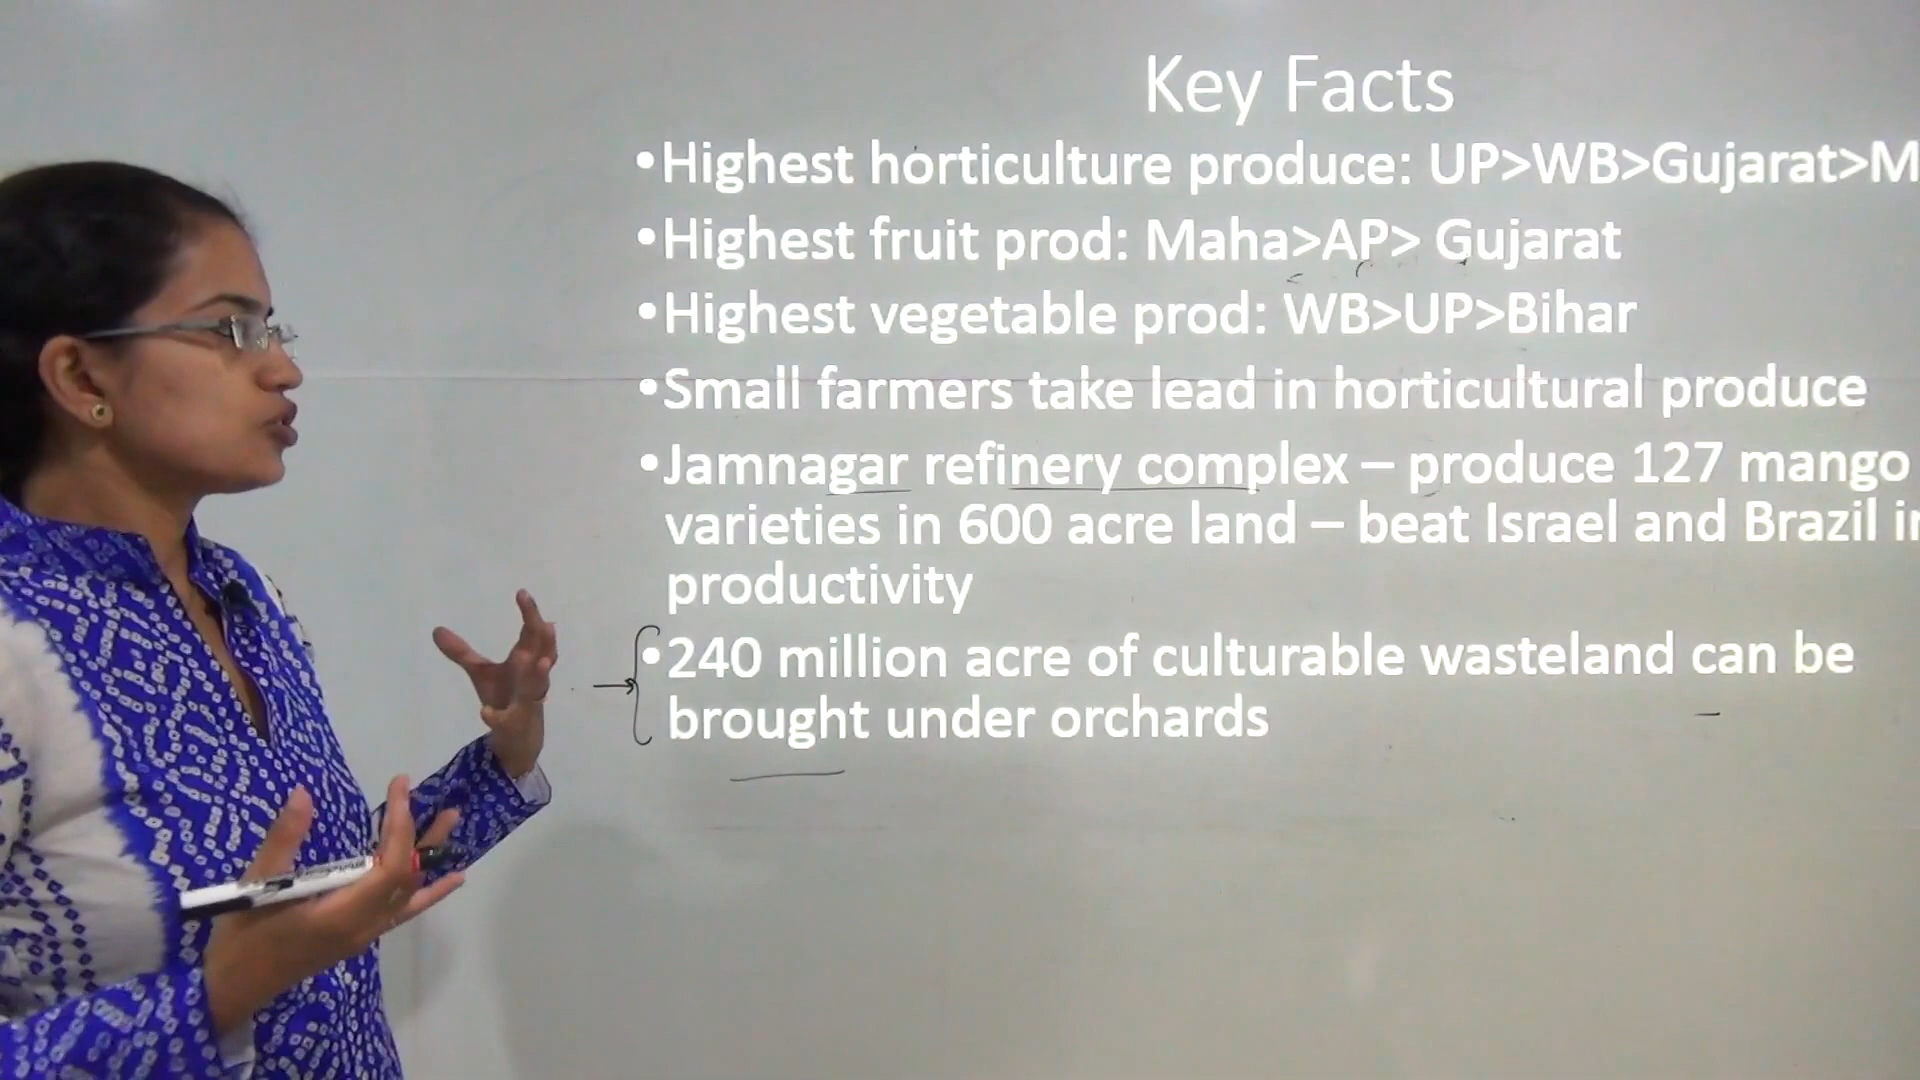 Key Facts
•Highest horticulture produce: UP>WB>Gujarat>M
•Highest fruit prod: Maha>AP> Gujarat
•Highest vegetable prod: WB>UP>Bihar
•Small farmers take lead in horticultural produce
•Jamnagar refinery complex – produce 127 mango
varieties in 600 acre land – beat Israel and Brazil in
productivity
•240 million acre of culturable wasteland can be
brought under orchards